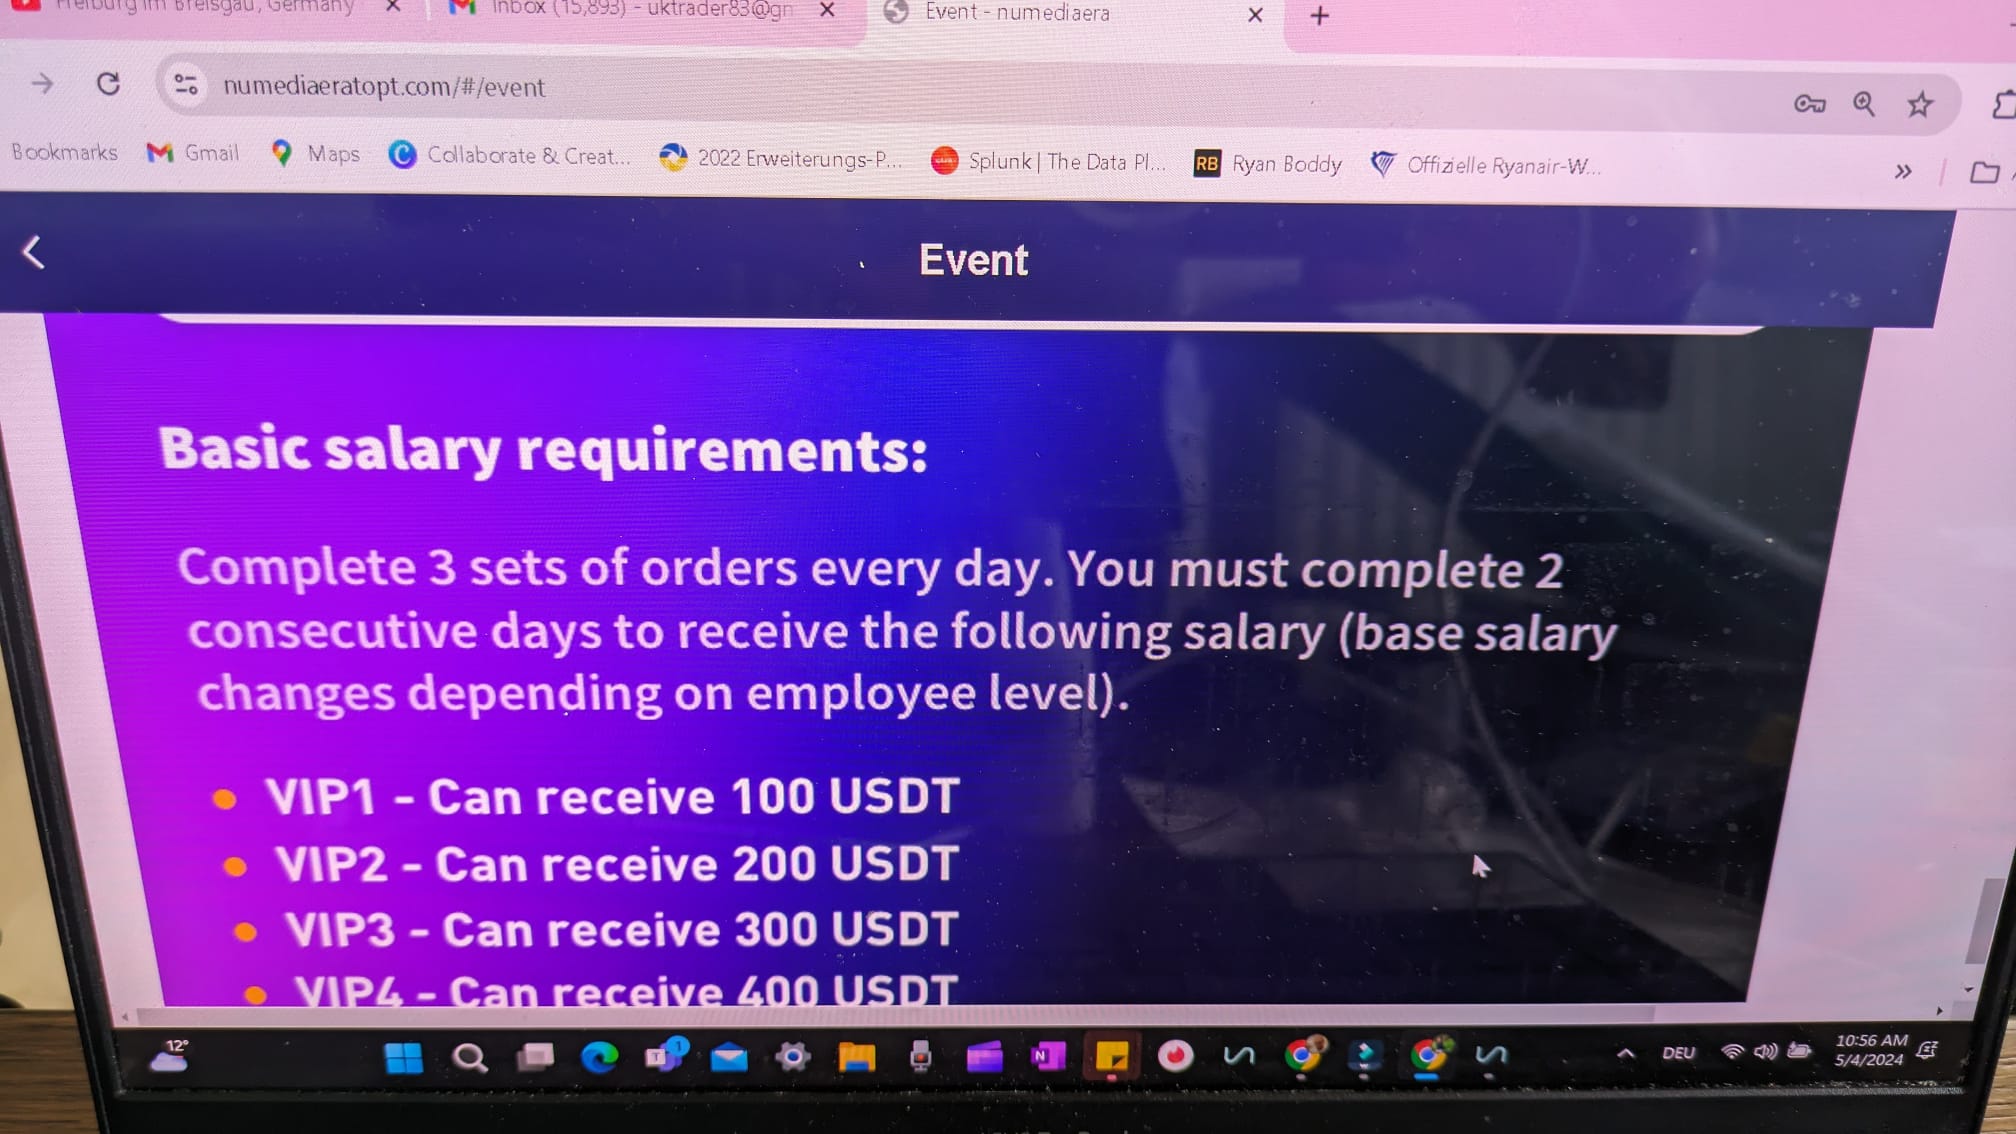 Freiburg im Breisgau, Germany
Inbox (15,893) - uktrader83@gm
Event - numediaera
numediaeratopt.com/#/event
Bookmarks
Gmail
Maps
Collaborate & Creat...
2022 Erweiterungs-P...
Splunk | The Data Pl...
RB
Ryan Boddy
Offizielle Ryanair-W...
Event
Basic salary requirements:
Complete 3 sets of orders every day. You must complete 2
consecutive days to receive the following salary (base salary
changes depending on employee level).
VIP1 - Can receive 100 USDT
VIP2 - Can receive 200 USDT
VIP3 - Can receive 300 USDT
VIP4 - Can receive 400 USDT
12°
1
DEU
10:56 AM
5/4/2024